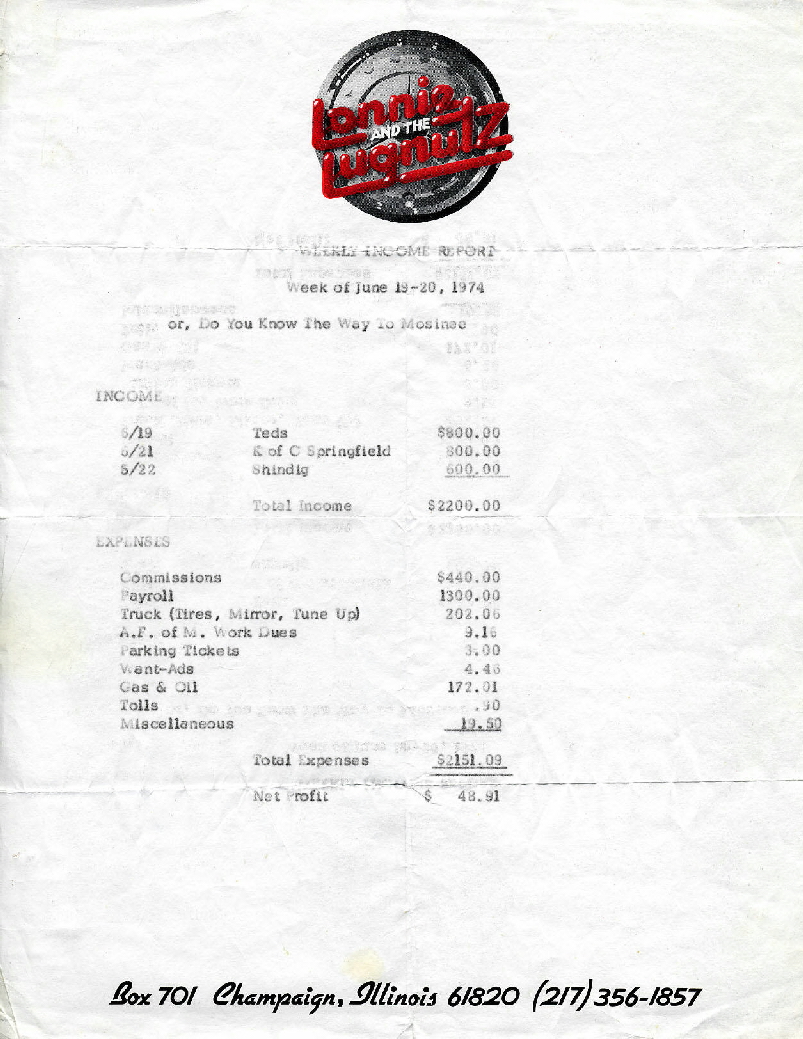 Lonnie
AND THE
Lugnutz
WEEKLY INCOME REPORT
Week of June 19-20, 1974
or, Do You Know The Way To Mosinee
INCOME
6/19 Teds $800.00
6/21 K of C Springfield 800.00
6/22 Shindig 600.00
Total Income $2200.00
EXPENSES
Commissions $440.00
Payroll 1300.00
Truck (Tires, Mirror, Tune Up) 202.06
A.F. of M. Work Dues 9.16
Parking Tickets 3.00
Want-Ads 4.46
Gas & Oil 172.01
Tolls .90
Miscellaneous 19.50
Total Expenses $2151.09
Net Profit $ 48.91
Box 701 Champaign, Illinois 61820 (217) 356-1857